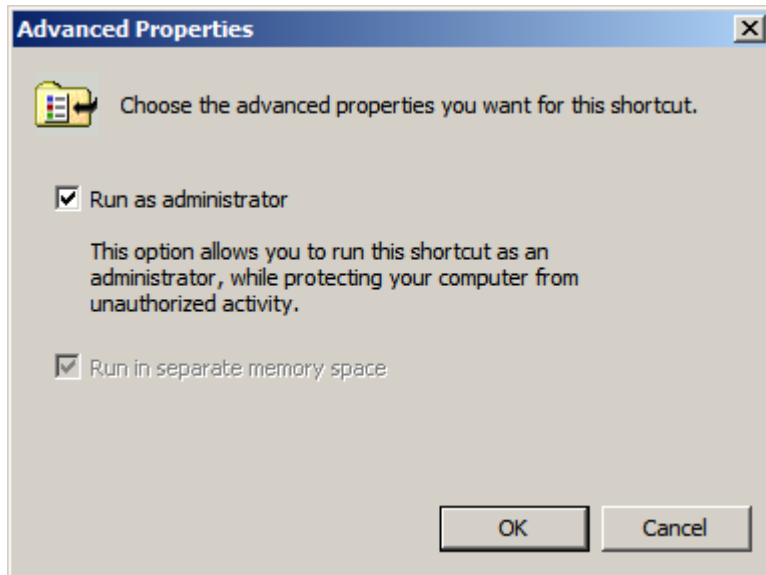 Advanced Properties
Choose the advanced properties you want for this shortcut.
Run as administrator
This option allows you to run this shortcut as an
administrator, while protecting your computer from
unauthorized activity.
Run in separate memory space
OK
Cancel